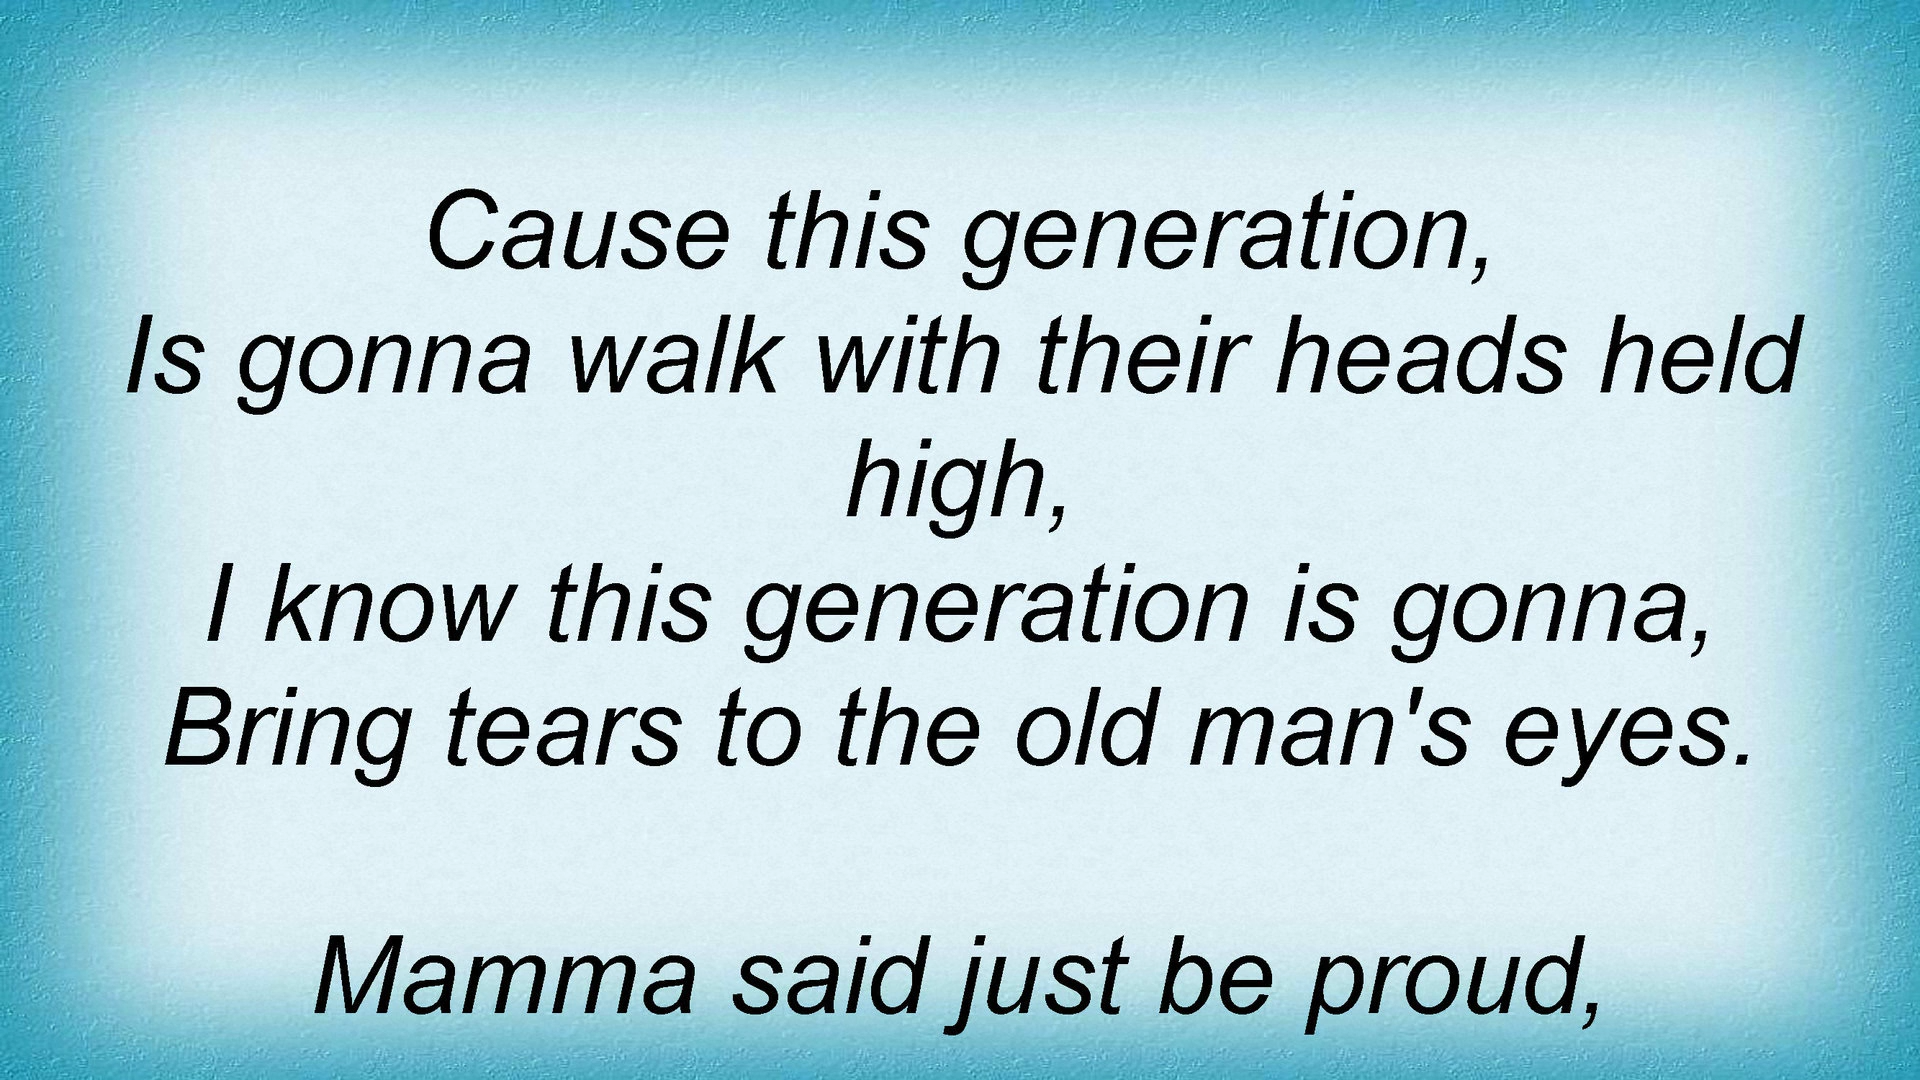 Cause this generation,
Is gonna walk with their heads held
high,
I know this generation is gonna,
Bring tears to the old man's eyes.
Mamma said just be proud,